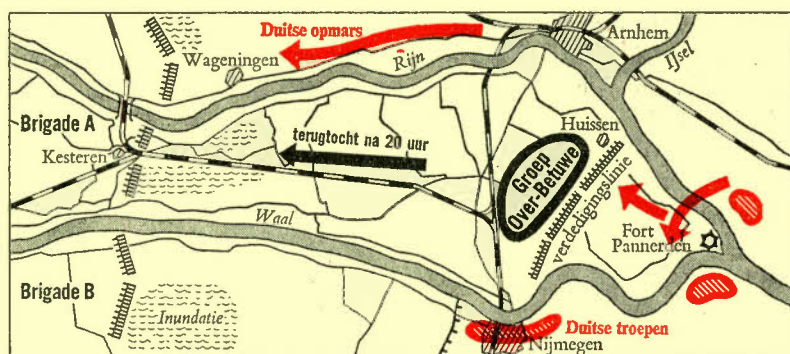 Duitse opmars
Arnhem
Wageningen
Rijn
IJsel
Brigade A
terugtocht na 20 uur
Huissen
Kesteren
Groep
Over-Betuwe
verdedigingslinie
Waal
Fort
Pannerden
Brigade B
Inundatie
Duitse troepen
Nijmegen